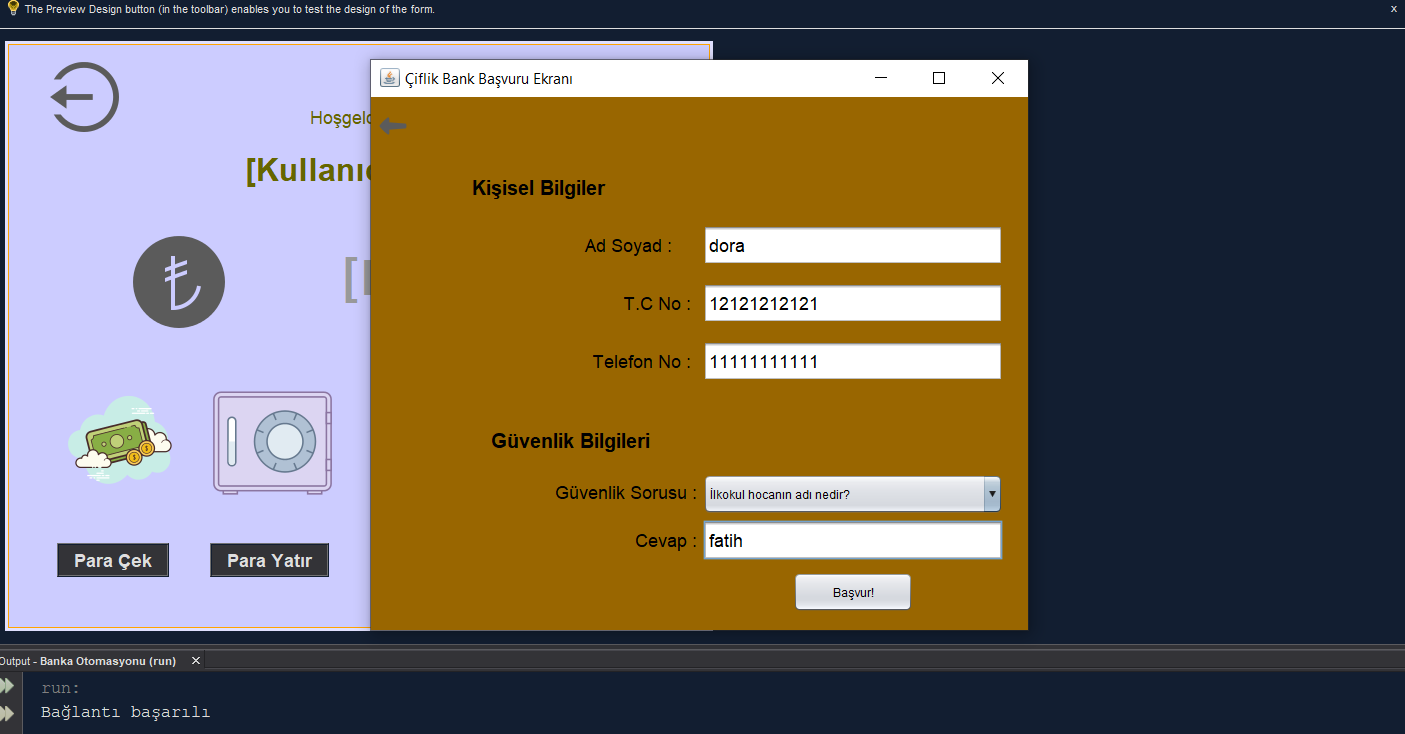 The Preview Design button (in the toolbar) enables you to test the design of the form.
x
Çiflik Bank Başvuru Ekranı
Kişisel Bilgiler
Ad Soyad :
dora
T.C No :
12121212121
Telefon No :
11111111111
Güvenlik Bilgileri
Güvenlik Sorusu :
İlkokul hocanın adı nedir?
Cevap :
fatih
Başvur!
Para Çek
Para Yatır
Output - Banka Otomasyonu (run)
run:
Bağlantı başarılı